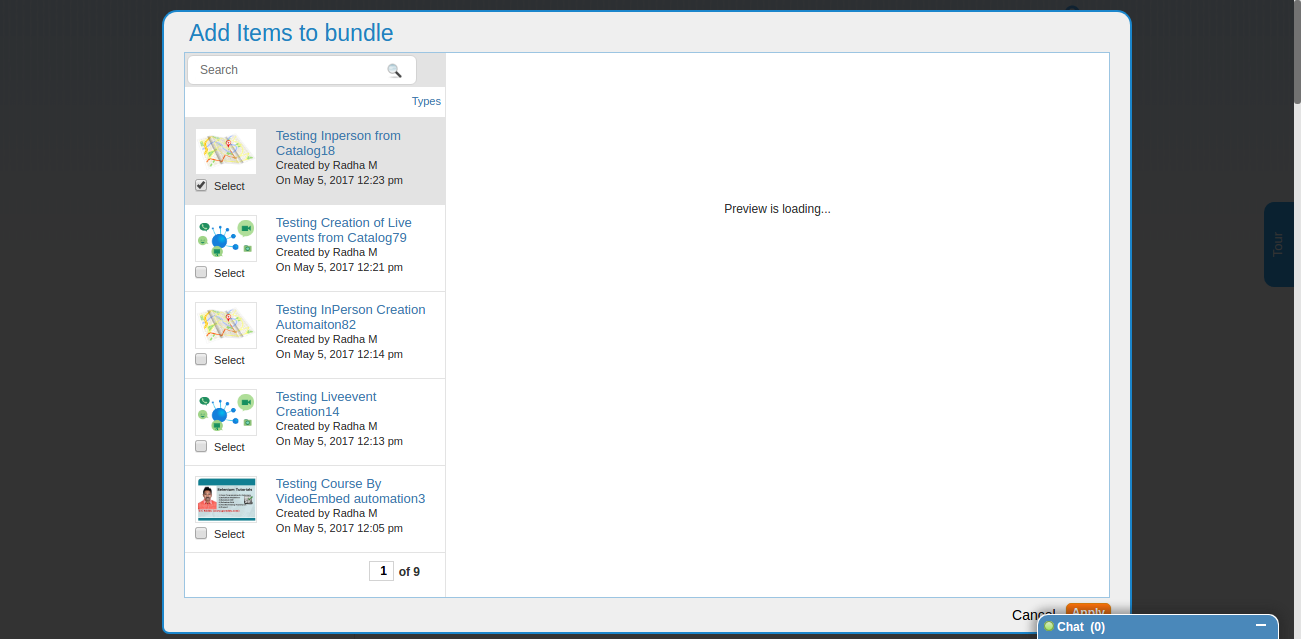 Add Items to bundle
Search
Types
Testing Inperson from
Catalog18
Created by Radha M
On May 5, 2017 12:23 pm
Select
Testing Creation of Live
events from Catalog79
Created by Radha M
On May 5, 2017 12:21 pm
Select
Testing InPerson Creation
Automaiton82
Created by Radha M
On May 5, 2017 12:14 pm
Select
Testing Liveevent
Creation14
Created by Radha M
On May 5, 2017 12:13 pm
Select
Testing Course By
VideoEmbed automation3
Created by Radha M
On May 5, 2017 12:05 pm
Select
1 of 9
Preview is loading...
Tour
Cancel Apply
Chat (0)